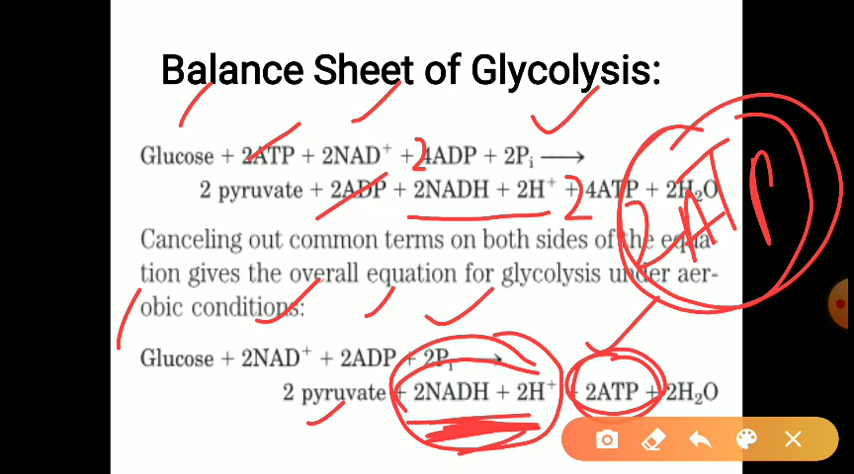 Balance Sheet of Glycolysis:
Glucose + 2ATP + 2NAD⁺ + 2 4ADP + 2Pᵢ ⟶
2 pyruvate + 2ADP + 2NADH + 2H⁺ + 2 4ATP + 2H₂O
2ATP
Canceling out common terms on both sides of the equa-
tion gives the overall equation for glycolysis under aer-
obic conditions:
Glucose + 2NAD⁺ + 2ADP + 2Pᵢ ⟶
2 pyruvate + 2NADH + 2H⁺ + 2ATP + 2H₂O